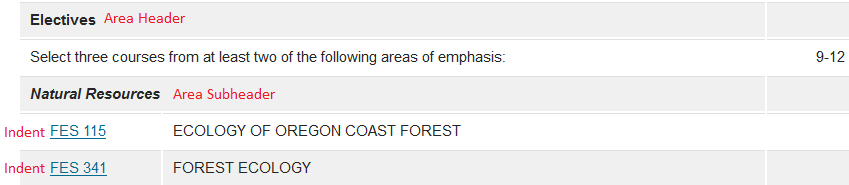 Electives Area Header
Select three courses from at least two of the following areas of emphasis: 9-12
Natural Resources Area Subheader
Indent FES 115 ECOLOGY OF OREGON COAST FOREST
Indent FES 341 FOREST ECOLOGY